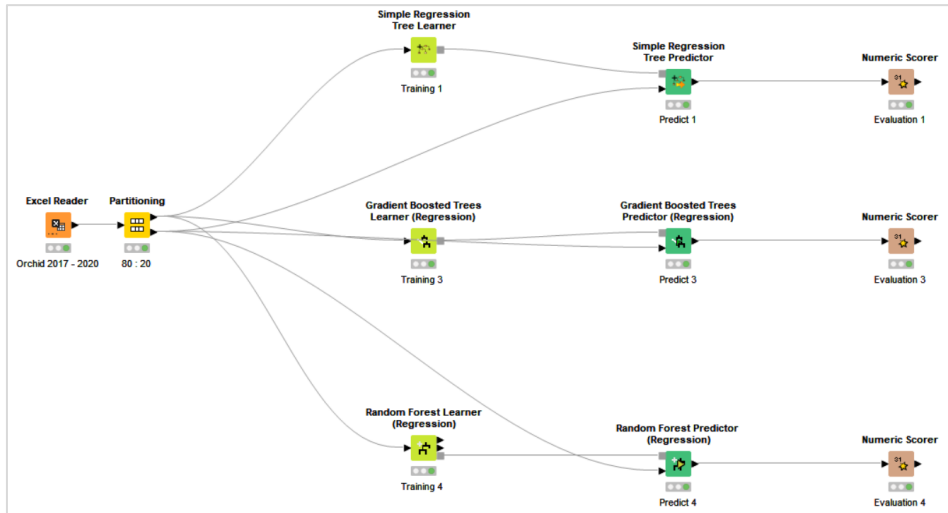 Simple Regression
Tree Learner
Training 1
Simple Regression
Tree Predictor
Predict 1
Numeric Scorer
Evaluation 1
Excel Reader
Orchid 2017 - 2020
Partitioning
80 : 20
Gradient Boosted Trees
Learner (Regression)
Training 3
Gradient Boosted Trees
Predictor (Regression)
Predict 3
Numeric Scorer
Evaluation 3
Random Forest Learner
(Regression)
Training 4
Random Forest Predictor
(Regression)
Predict 4
Numeric Scorer
Evaluation 4